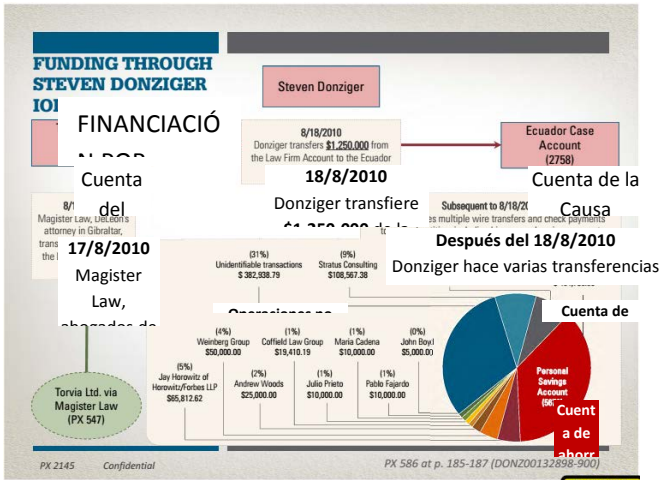 FUNDING THROUGH
STEVEN DONZIGER
FINANCIACIÓ
Steven Donziger
8/18/2010
Donziger transfers $1,250,000 from
the Law Firm Account to the Ecuador
Ecuador Case
Account
(2758)
Cuenta
del
18/8/2010
Donziger transfiere
Cuenta de la
Causa
Magister Law, DeLeon's
attorney in Gibraltar,
17/8/2010
Magister
Law,
Subsequent to
multiple wire transfers and check payments
Después del 18/8/2010
Donziger hace varias transferencias
(31%)
Unidentifiable transactions
$ 382,938.79
(9%)
Stratus Consulting
$108,567.38
Cuenta de
(4%)
Weinberg Group
$50,000.00
(1%)
Coffield Law Group
$19,410.19
(1%)
Maria Cadena
$10,000.00
(0%)
John
$5,000.00
(5%)
Jay Horowitz of
Horowitz/Forbes LLP
$65,812.62
(2%)
Andrew Woods
$25,000.00
(1%)
Julio Prieto
$10,000.00
(1%)
Pablo Fajardo
$10,000.00
Personal
Savings
Account
Cuent
a de
Torvia Ltd. via
Magister Law
(PX 547)
PX 2145 Confidential
PX 586 at p. 185-187 (DONZ00132898-900)